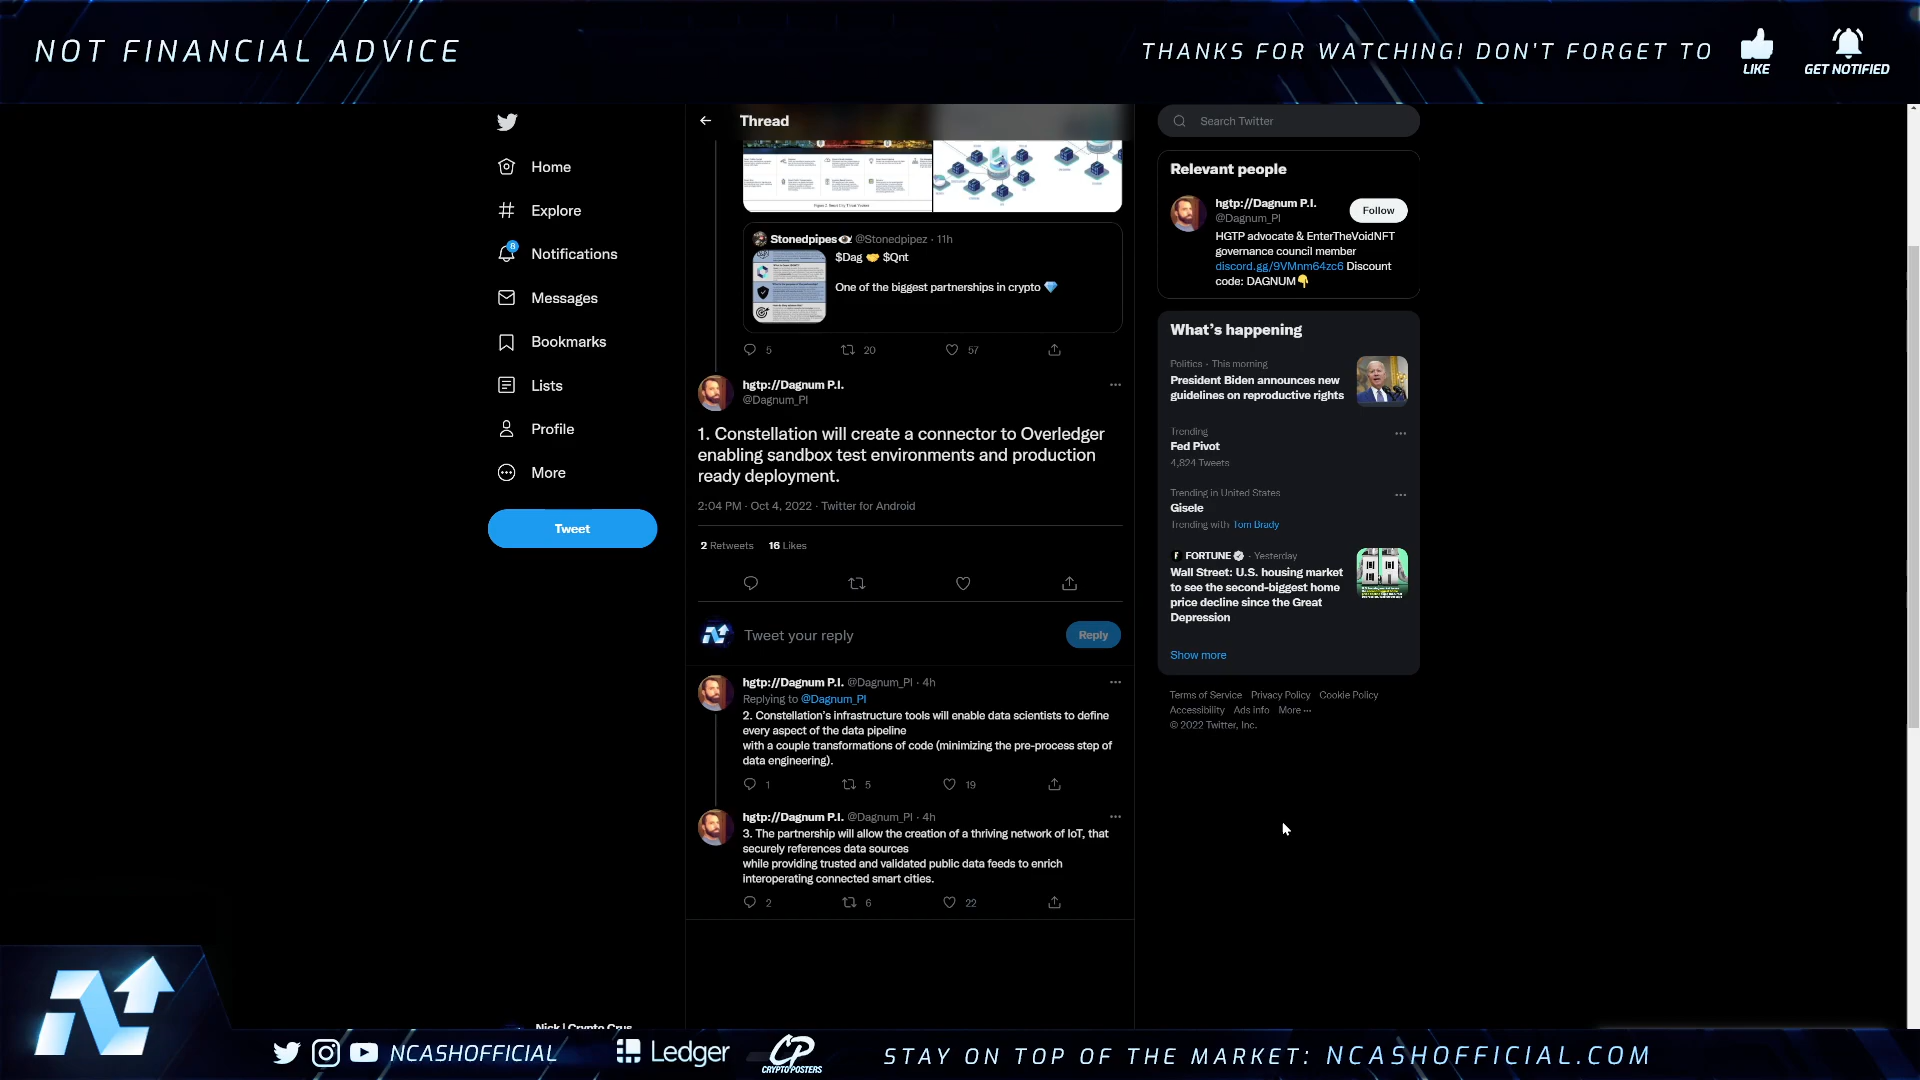 NOT FINANCIAL ADVICE
THANKS FOR WATCHING! DON'T FORGET TO
LIKE
GET NOTIFIED
Home
Explore
8
Notifications
Messages
Bookmarks
Lists
Profile
More
Tweet
Thread
Stonedpipes @Stonedpipez · 11h
$Dag 🤝 $Qnt
One of the biggest partnerships in crypto 💎
5
20
57
hgtp://Dagnum P.I.
@Dagnum_PI
1. Constellation will create a connector to Overledger
enabling sandbox test environments and production
ready deployment.
2:04 PM · Oct 4, 2022 · Twitter for Android
2 Retweets 16 Likes
Tweet your reply
Reply
hgtp://Dagnum P.I. @Dagnum_PI · 4h
Replying to @Dagnum_PI
2. Constellation's infrastructure tools will enable data scientists to define
every aspect of the data pipeline
with a couple transformations of code (minimizing the pre-process step of
data engineering).
1
5
19
hgtp://Dagnum P.I. @Dagnum_PI · 4h
3. The partnership will allow the creation of a thriving network of IoT, that
securely references data sources
while providing trusted and validated public data feeds to enrich
interoperating connected smart cities.
2
6
22
Search Twitter
Relevant people
hgtp://Dagnum P.I.
@Dagnum_PI
Follow
HGTP advocate & EnterTheVoidNFT
governance council member
discord.gg/9VMnm64zc6 Discount
code: DAGNUM👇
What's happening
Politics · This morning
President Biden announces new
guidelines on reproductive rights
Trending
Fed Pivot
4,824 Tweets
Trending in United States
Gisele
Trending with Tom Brady
FORTUNE · Yesterday
Wall Street: U.S. housing market
to see the second-biggest home
price decline since the Great
Depression
Show more
Terms of Service Privacy Policy Cookie Policy
Accessibility Ads info More ···
© 2022 Twitter, Inc.
Nick | Crypto Crus
NCASHOFFICIAL
Ledger
CP
CRYPTOPOSTERS
STAY ON TOP OF THE MARKET: NCASHOFFICIAL.COM